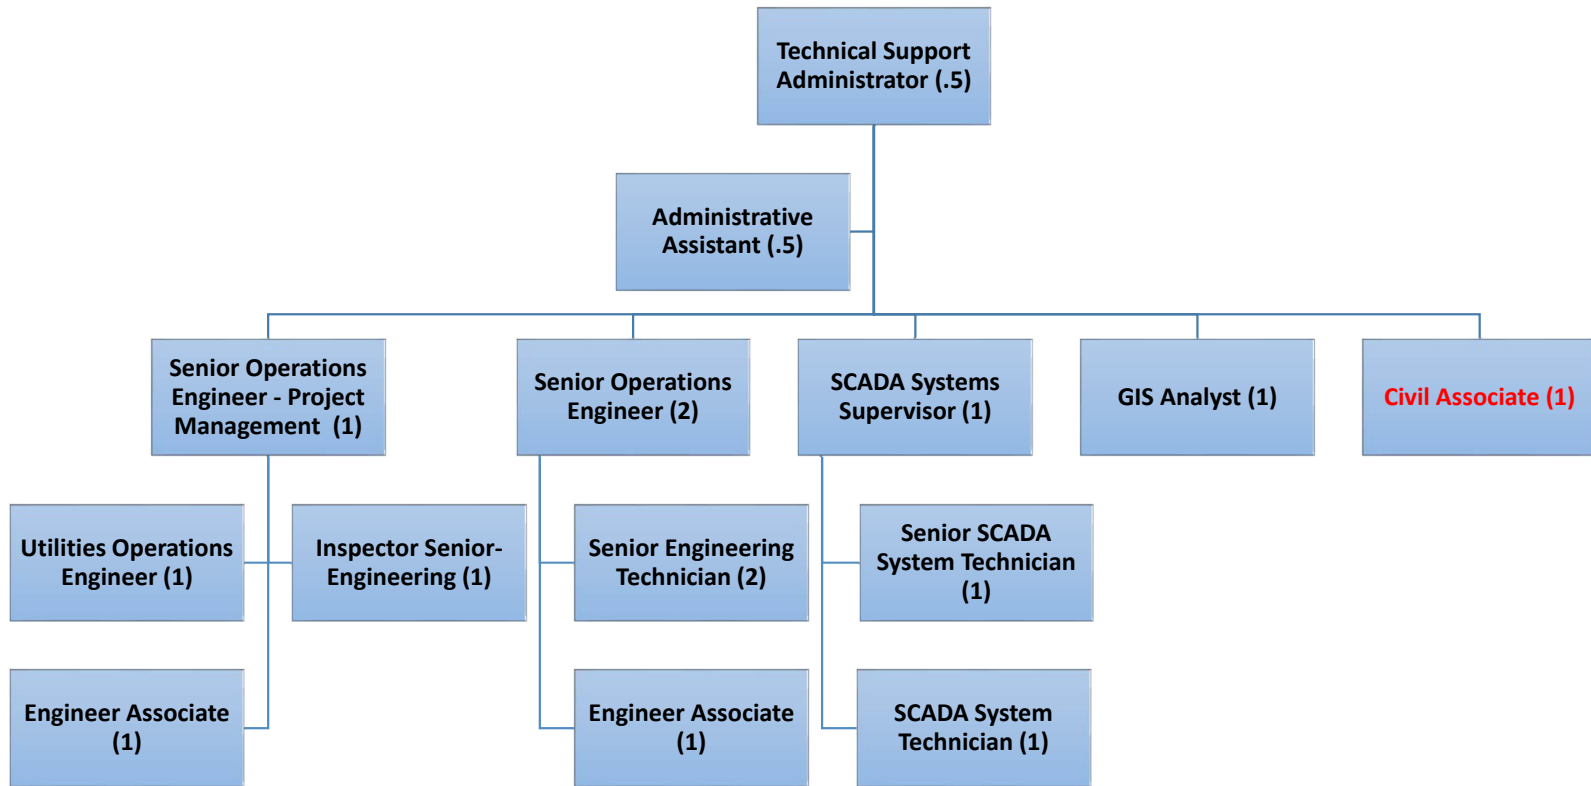 Technical Support
Administrator (.5)
Administrative
Assistant (.5)
Senior Operations
Engineer - Project
Management  (1)
Senior Operations
Engineer (2)
SCADA Systems
Supervisor (1)
GIS Analyst (1)
Civil Associate (1)
Utilities Operations
Engineer (1)
Inspector Senior-
Engineering (1)
Senior Engineering
Technician (2)
Senior SCADA
System Technician
(1)
Engineer Associate
(1)
Engineer Associate
(1)
SCADA System
Technician (1)